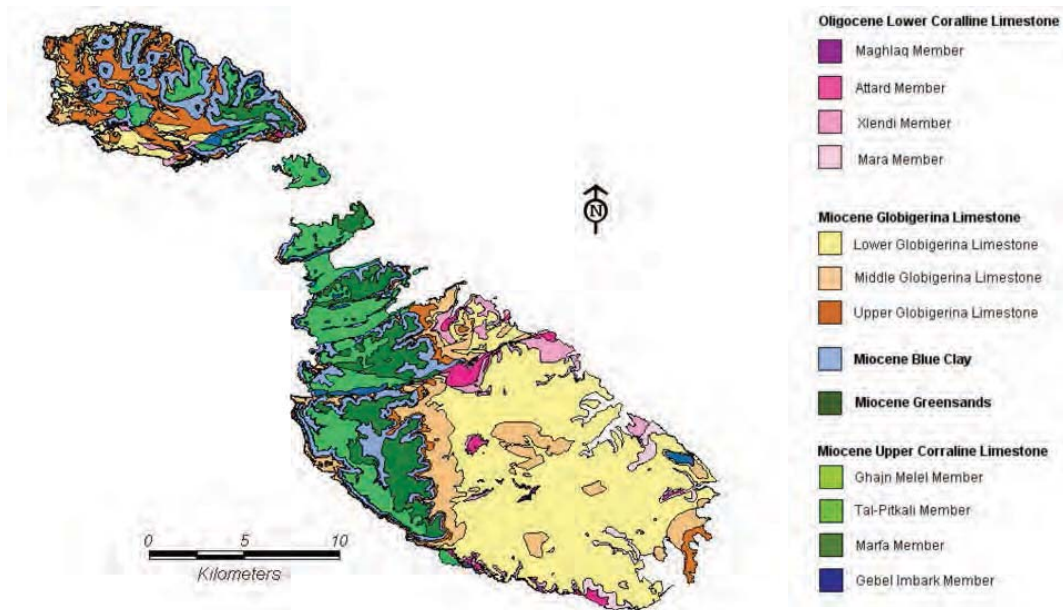 Oligocene Lower Coralline Limestone
Maghlaq Member
Attard Member
Xlendi Member
Mara Member
Miocene Globigerina Limestone
Lower Globigerina Limestone
Middle Globigerina Limestone
Upper Globigerina Limestone
Miocene Blue Clay
Miocene Greensands
Miocene Upper Corraline Limestone
Ghajn Melel Member
Tal-Pitkali Member
Marfa Member
Gebel Imbark Member
N
0 5 10
Kilometers